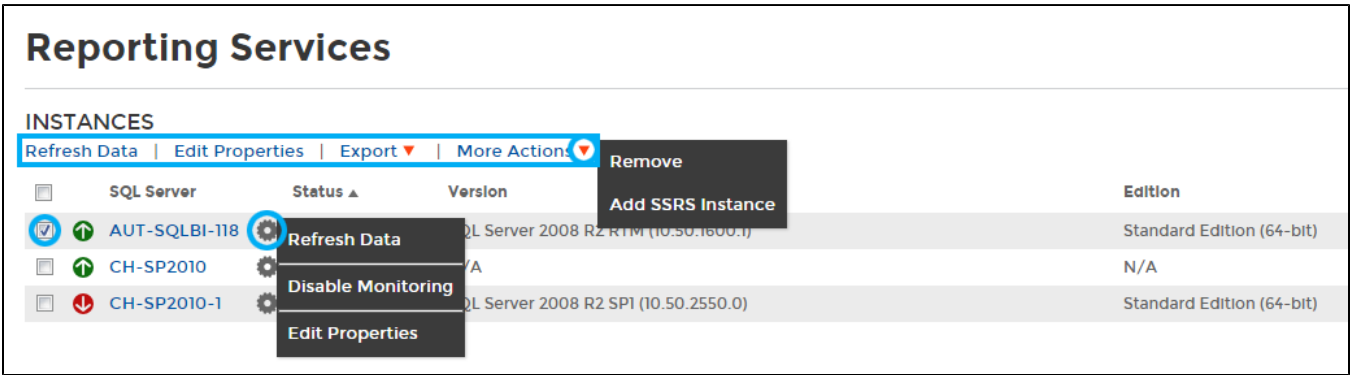 Reporting Services
INSTANCES
Refresh Data | Edit Properties | Export | More Actions
Remove
Add SSRS Instance
SQL Server Status Version Edition
AUT-SQLBI-118 QL Server 2008 R2 RTM (10.50.1600.1) Standard Edition (64-bit)
Refresh Data
CH-SP2010 /A N/A
Disable Monitoring
CH-SP2010-1 QL Server 2008 R2 SP1 (10.50.2550.0) Standard Edition (64-bit)
Edit Properties